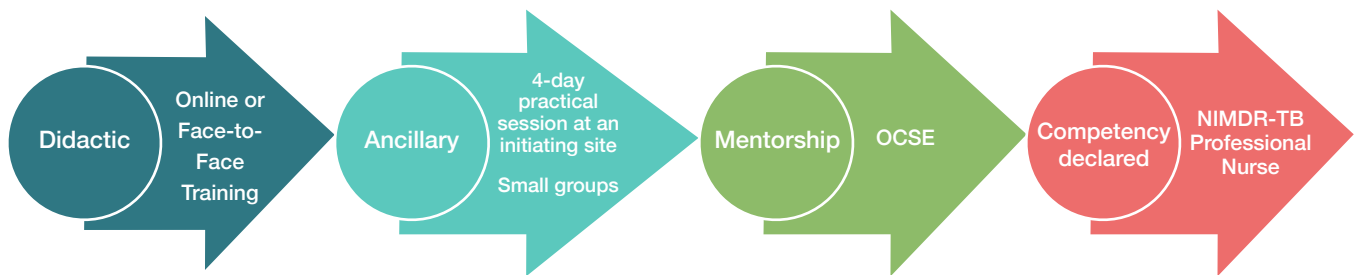 Didactic
Online or
Face-to-
Face
Training
Ancillary
4-day
practical
session at an
initiating site
Small groups
Mentorship
OCSE
Competency
declared
NIMDR-TB
Professional
Nurse